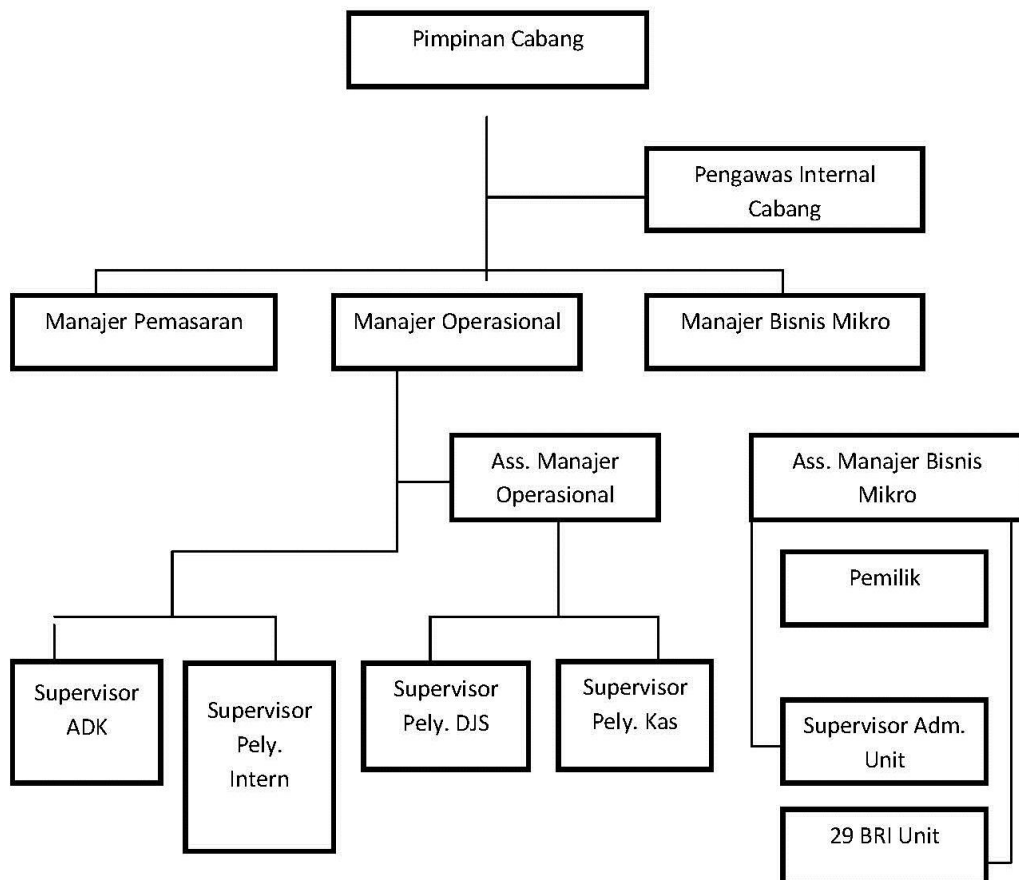 Pimpinan Cabang
Pengawas Internal
Cabang
Manajer Pemasaran
Manajer Operasional
Manajer Bisnis Mikro
Ass. Manajer
Operasional
Ass. Manajer Bisnis
Mikro
Pemilik
Supervisor
ADK
Supervisor
Pely.
Intern
Supervisor
Pely. DJS
Supervisor
Pely. Kas
Supervisor Adm.
Unit
29 BRI Unit